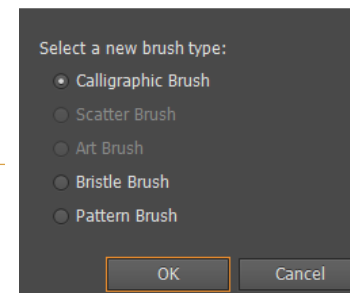 Select a new brush type:
Calligraphic Brush
Scatter Brush
Art Brush
Bristle Brush
Pattern Brush
OK Cancel